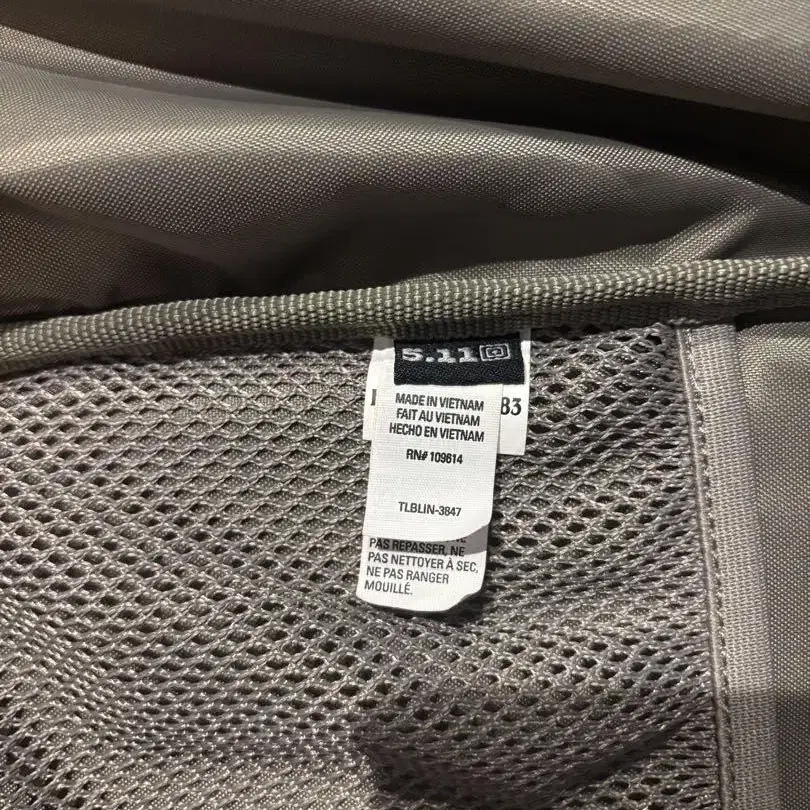 5.11
MADE IN VIETNAM
FAIT AU VIETNAM
HECHO EN VIETNAM
83
RN# 109614
TLBLIN-3847
PAS REPASSER, NE
PAS NETTOYER À SEC,
NE PAS RANGER
MOUILLÉ.